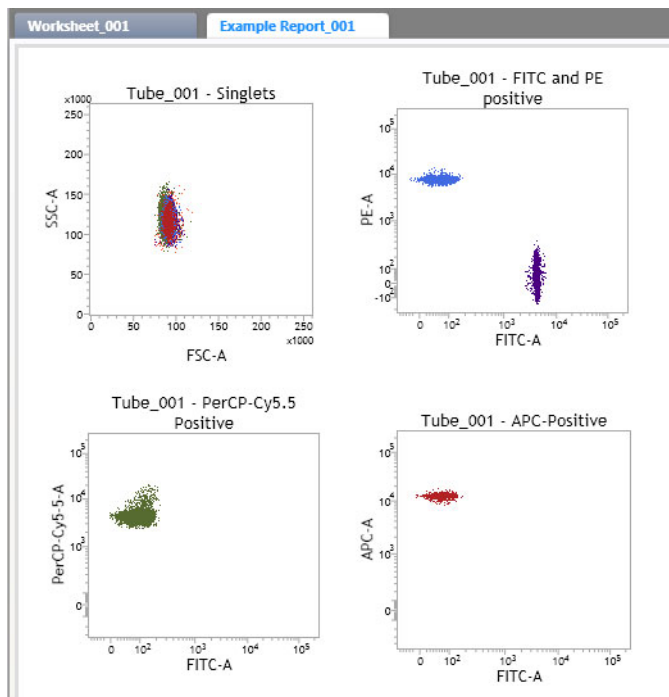 Worksheet_001
Example Report_001
Tube_001 - Singlets
x1000
250
200
150
100
50
0
SSC-A
0
50
100
150
200
250
x1000
FSC-A
Tube_001 - FITC and PE
positive
10^5
10^4
10^3
10^2
0
-10^2
PE-A
0
10^2
10^3
10^4
10^5
FITC-A
Tube_001 - PerCP-Cy5.5
Positive
10^5
10^4
10^3
0
PerCP-Cy5-5-A
0
10^2
10^3
10^4
10^5
FITC-A
Tube_001 - APC-Positive
10^5
10^4
10^3
0
APC-A
0
10^2
10^3
10^4
10^5
FITC-A